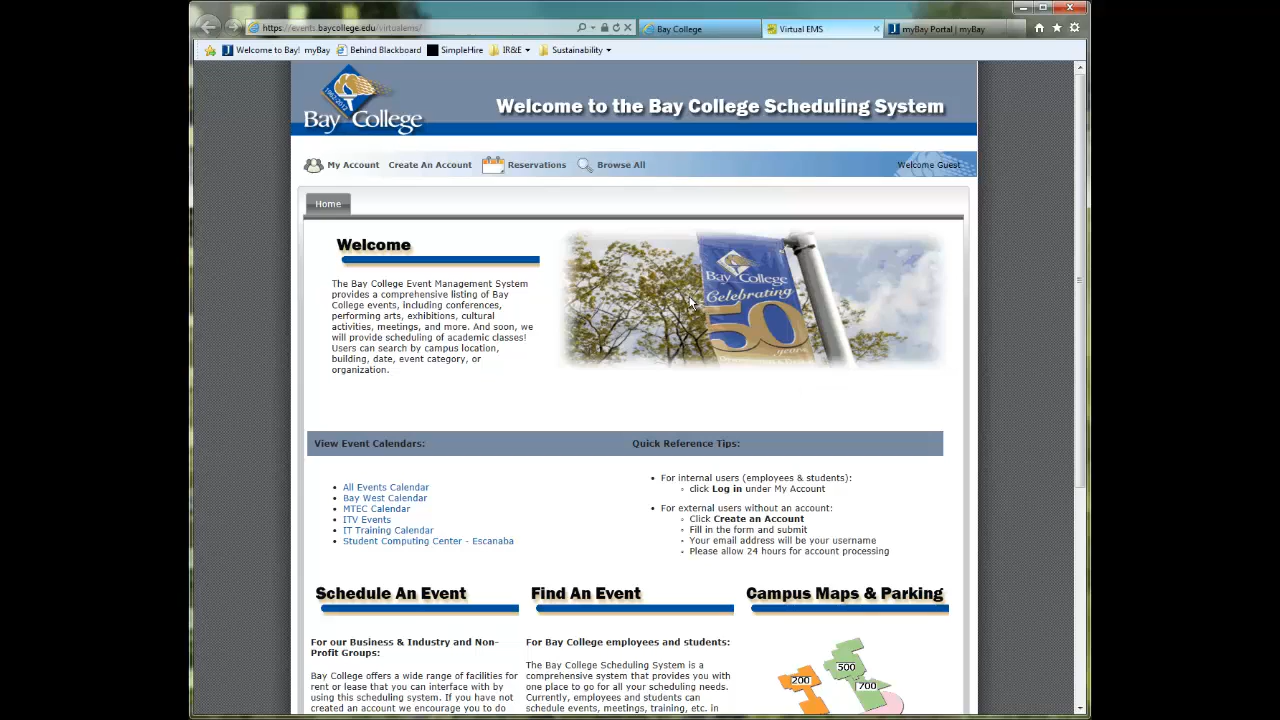 https://events.baycollege.edu/virtualems/
Bay College
Virtual EMS
myBay Portal | myBay
Welcome to Bay! myBay
Behind Blackboard
SimpleHire
IR&E
Sustainability
1962-2012
Bay College
Welcome to the Bay College Scheduling System
My Account
Create An Account
Reservations
Browse All
Welcome Guest
Home
Welcome
The Bay College Event Management System
provides a comprehensive listing of Bay
College events, including conferences,
performing arts, exhibitions, cultural
activities, meetings, and more. And soon, we
will provide scheduling of academic classes!
Users can search by campus location,
building, date, event category, or
organization.
Bay College
Celebrating
50
years
View Event Calendars:
Quick Reference Tips:
All Events Calendar
Bay West Calendar
MTEC Calendar
ITV Events
IT Training Calendar
Student Computing Center - Escanaba
For internal users (employees & students):
click Log in under My Account
For external users without an account:
Click Create an Account
Fill in the form and submit
Your email address will be your username
Please allow 24 hours for account processing
Schedule An Event
Find An Event
Campus Maps & Parking
For our Business & Industry and Non-
Profit Groups:
Bay College offers a wide range of facilities for
rent or lease that you can interface with by
using this scheduling system. If you have not
created an account we encourage you to do
For Bay College employees and students:
The Bay College Scheduling System is a
comprehensive system that provides you with
one place to go for all your scheduling needs.
Currently, employees and students can
schedule events, meetings, training, etc. in
500
200
700